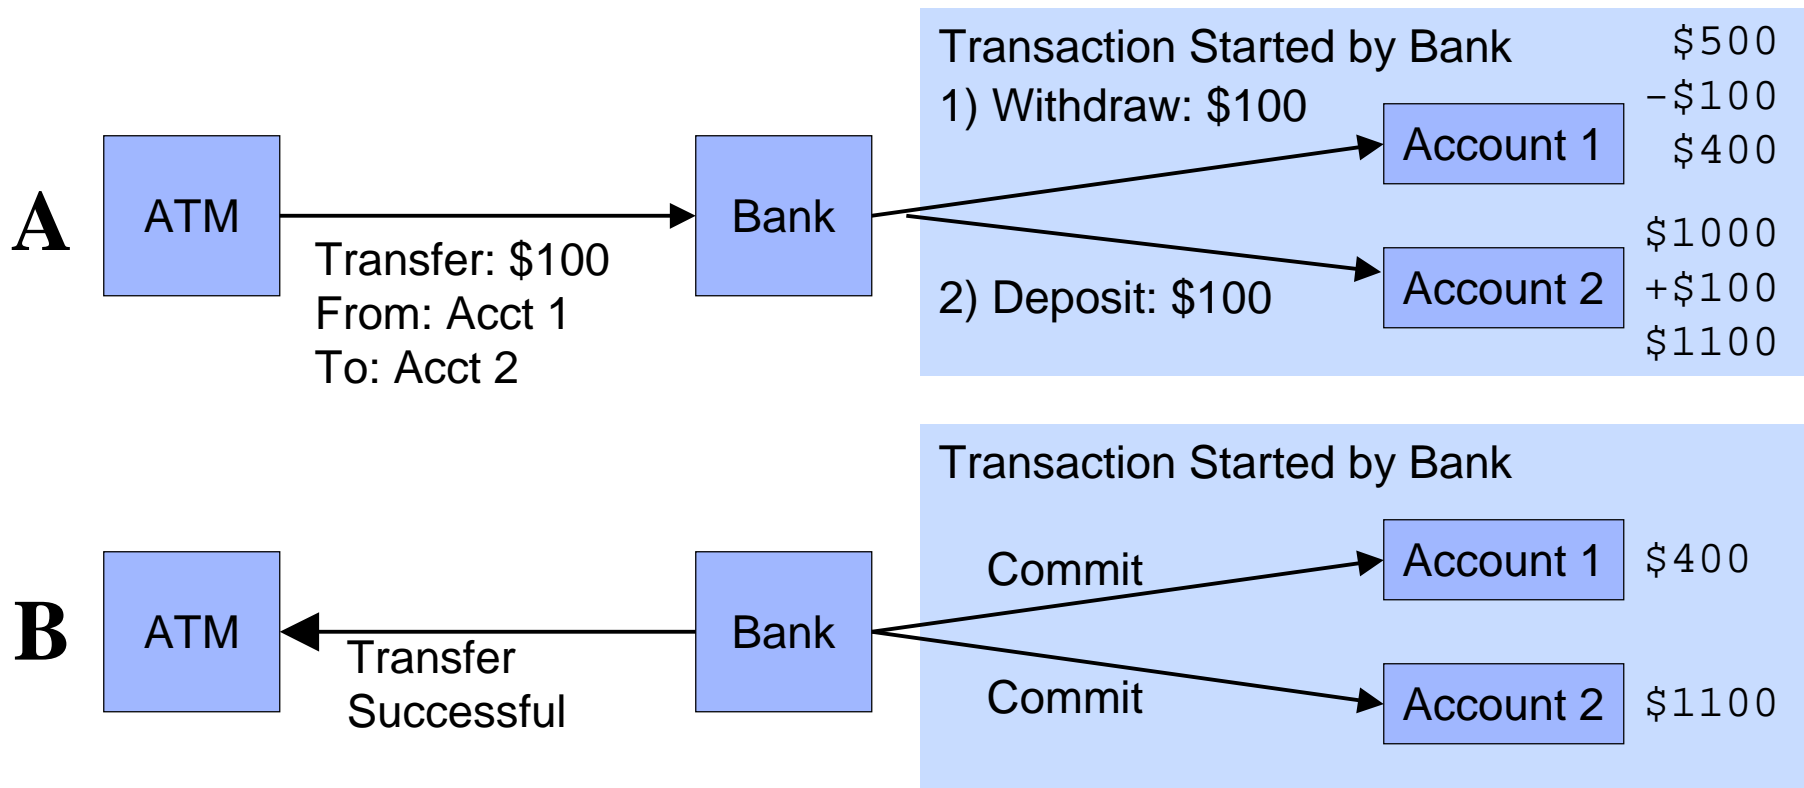 A
ATM
Transfer: $100
From: Acct 1
To: Acct 2
Bank
Transaction Started by Bank
1) Withdraw: $100
Account 1
$500
-$100
$400
2) Deposit: $100
Account 2
$1000
+$100
$1100
B
ATM
Transfer
Successful
Bank
Transaction Started by Bank
Commit
Account 1
$400
Commit
Account 2
$1100